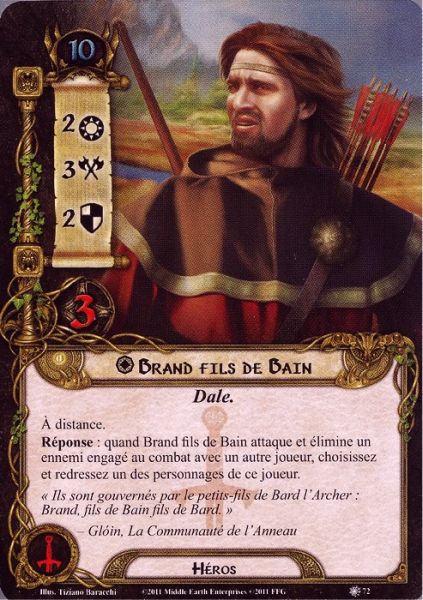 10
2
3
2
3
Brand fils de Bain
Dale.
À distance.
Réponse : quand Brand fils de Bain attaque et élimine un
ennemi engagé au combat avec un autre joueur, choisissez
et redressez un des personnages de ce joueur.
« Ils sont gouvernés par le petits-fils de Bard l'Archer :
Brand, fils de Bain fils de Bard. »
– Glóin, La Communauté de l'Anneau
Héros
Illus. Tiziano Baracchi ©2011 Middle Earth Enterprises • 2011 FFG 72